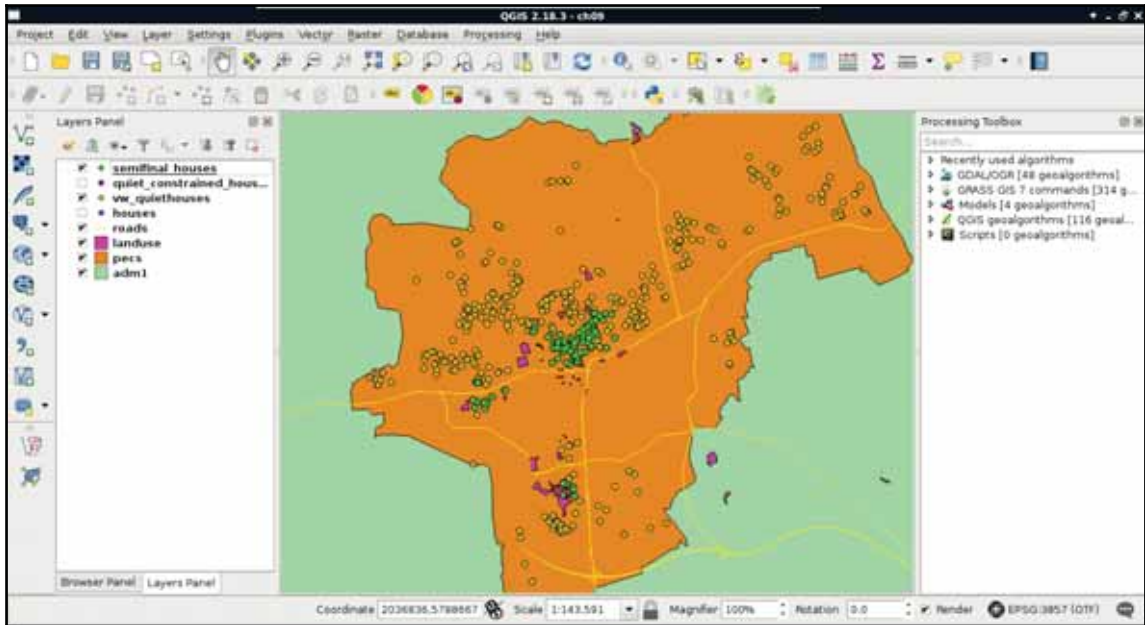 QGIS 2.18.3 - ch09
Project Edit View Layer Settings Plugins Vector Raster Database Processing Help
Layers Panel
semifinal_houses
quiet_constrained_hous...
vw_quiethouses
houses
roads
landuse
pecs
adm1
Browser Panel Layers Panel
Processing Toolbox
Search...
Recently used algorithms
GDAL/OGR [48 geoalgorithms]
GRASS GIS 7 commands [314 g...
Models [4 geoalgorithms]
QGIS geoalgorithms [116 geoal...
Scripts [0 geoalgorithms]
Coordinate 2036836.5788667 Scale 1:143.591 Magnifier 100% Rotation 0.0 Render EPSG:3857 (OTF)